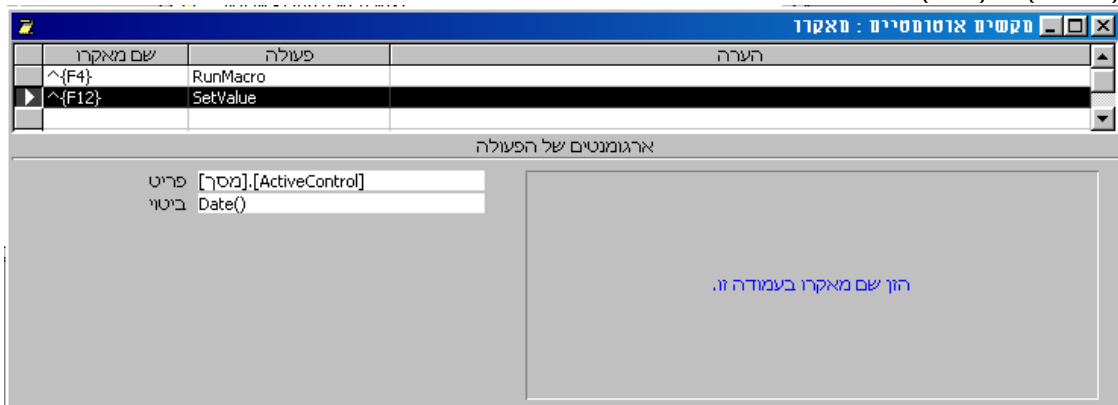 מקשים אוטומטיים : מאקרו
שם מאקרו	פעולה	הערה
^{F4}	RunMacro
^{F12}	SetValue
ארגומנטים של הפעולה
פריט	[מסך].[ActiveControl]
ביטוי	Date()
הזן שם מאקרו בעמודה זו.